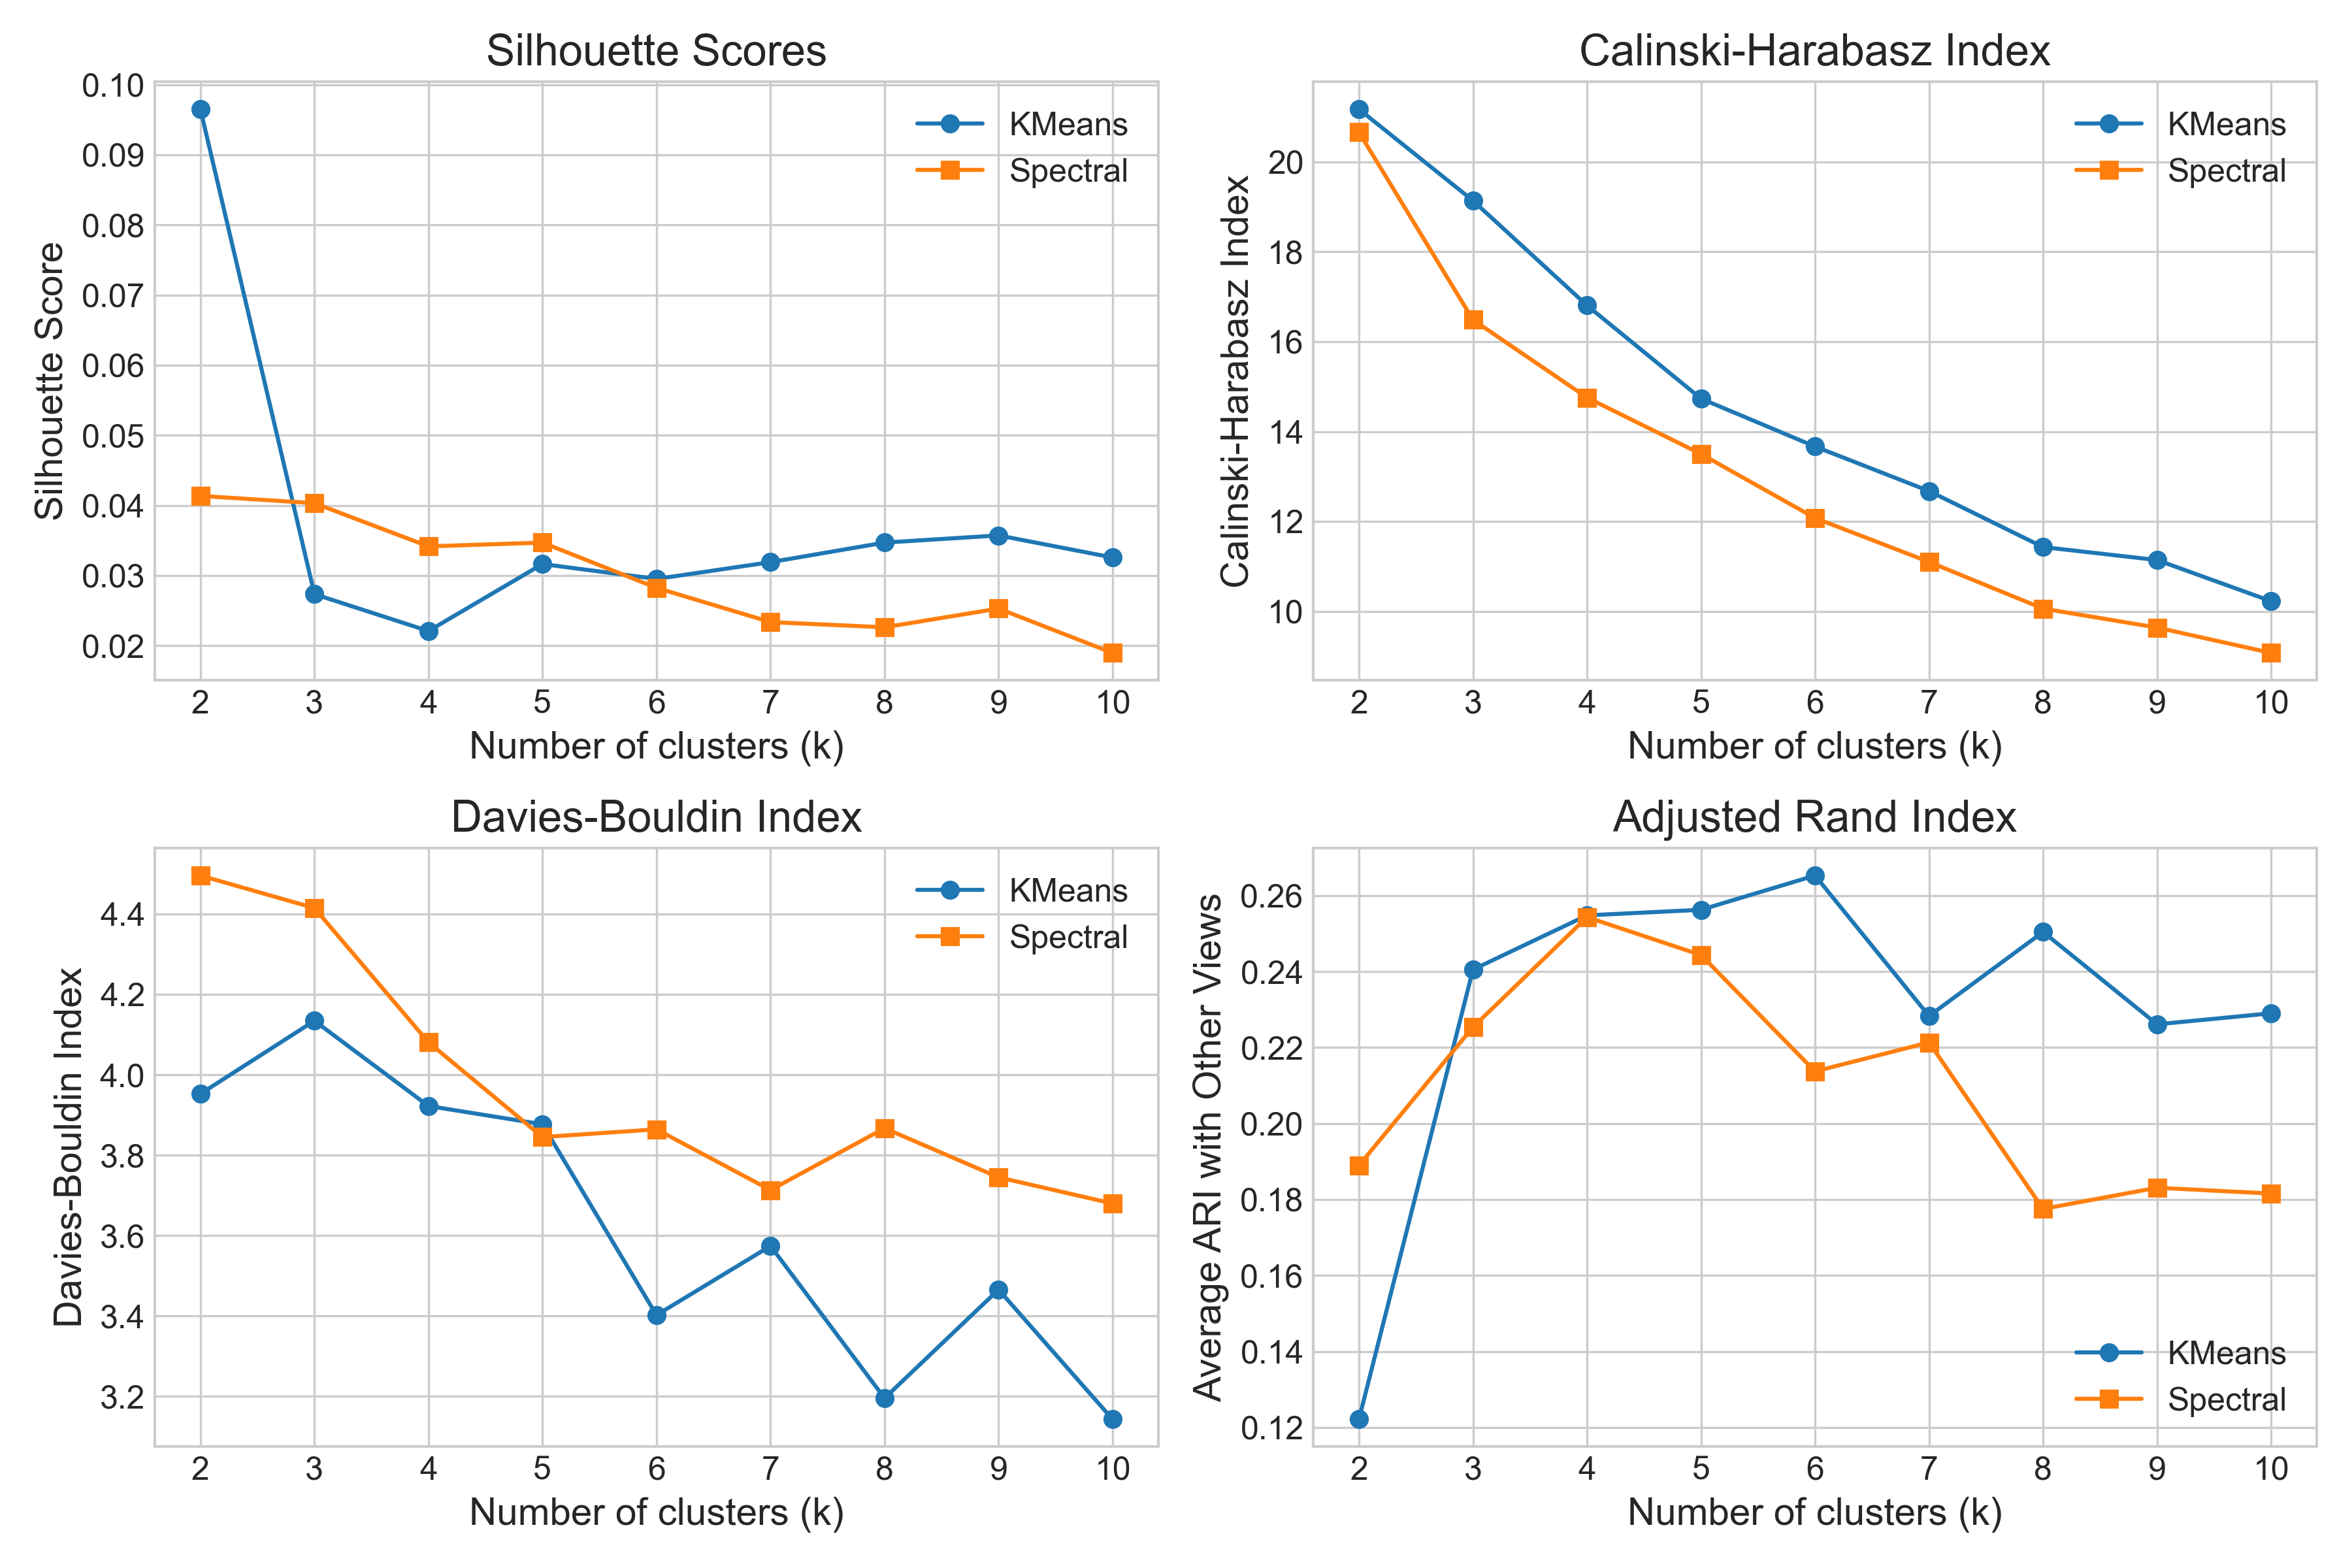 Silhouette Scores
Silhouette Score
0.10
0.09
0.08
0.07
0.06
0.05
0.04
0.03
0.02
KMeans
Spectral
2 3 4 5 6 7 8 9 10
Number of clusters (k)
Calinski-Harabasz Index
Calinski-Harabasz Index
20
18
16
14
12
10
KMeans
Spectral
2 3 4 5 6 7 8 9 10
Number of clusters (k)
Davies-Bouldin Index
Davies-Bouldin Index
4.4
4.2
4.0
3.8
3.6
3.4
3.2
KMeans
Spectral
2 3 4 5 6 7 8 9 10
Number of clusters (k)
Adjusted Rand Index
Average ARI with Other Views
0.26
0.24
0.22
0.20
0.18
0.16
0.14
0.12
KMeans
Spectral
2 3 4 5 6 7 8 9 10
Number of clusters (k)